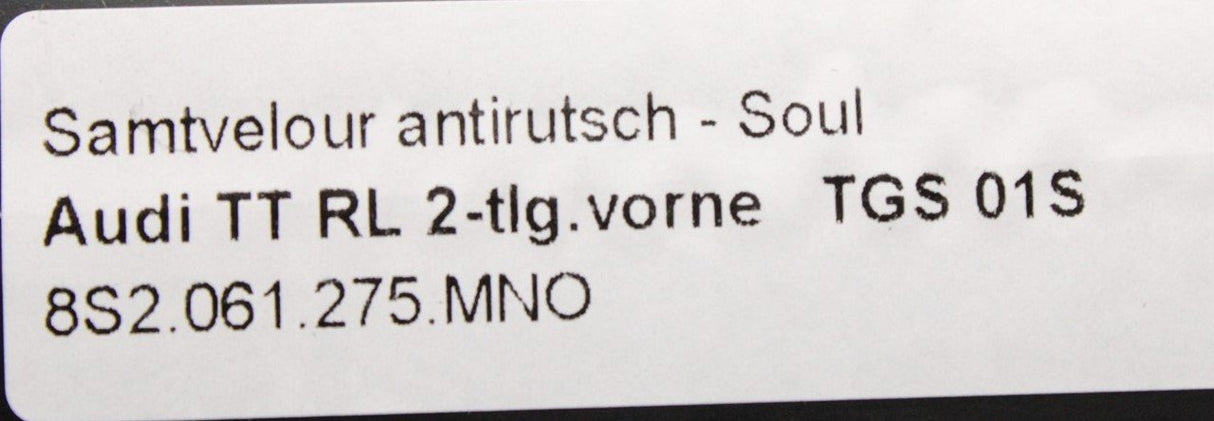 Samtvelour antirutsch - Soul
Audi TT RL 2-tlg.vorne TGS 01S
8S2.061.275.MNO